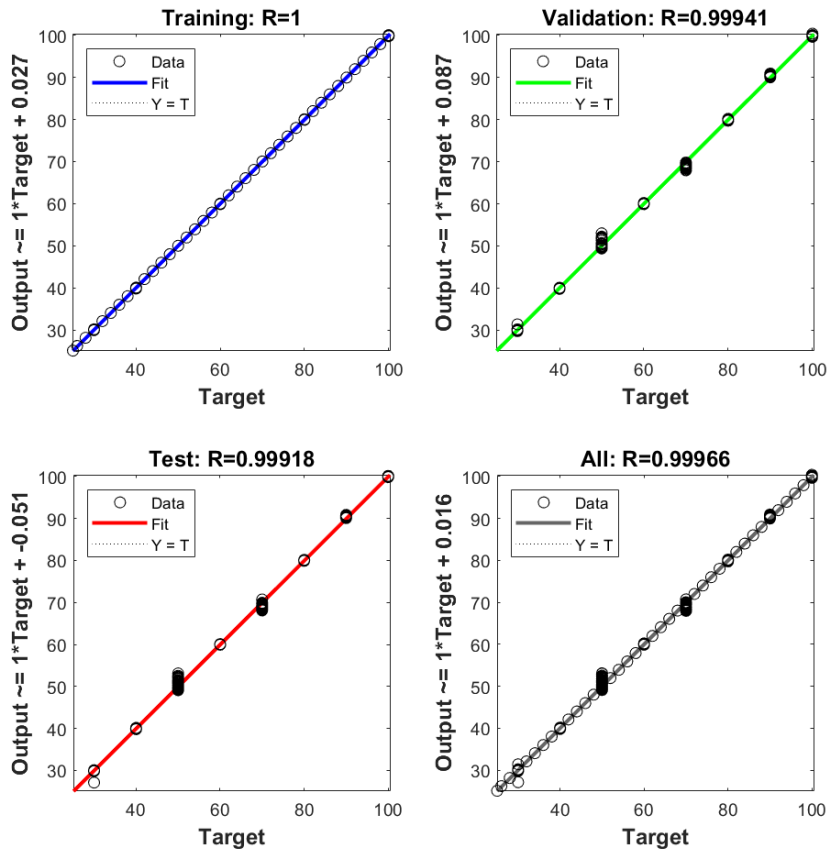 Training: R=1
Output ~= 1*Target + 0.027
Data
Fit
Y = T
100
90
80
70
60
50
40
30
40
60
80
100
Target
Validation: R=0.99941
Output ~= 1*Target + 0.087
Data
Fit
Y = T
100
90
80
70
60
50
40
30
40
60
80
100
Target
Test: R=0.99918
Output ~= 1*Target + -0.051
Data
Fit
Y = T
100
90
80
70
60
50
40
30
40
60
80
100
Target
All: R=0.99966
Output ~= 1*Target + 0.016
Data
Fit
Y = T
100
90
80
70
60
50
40
30
40
60
80
100
Target